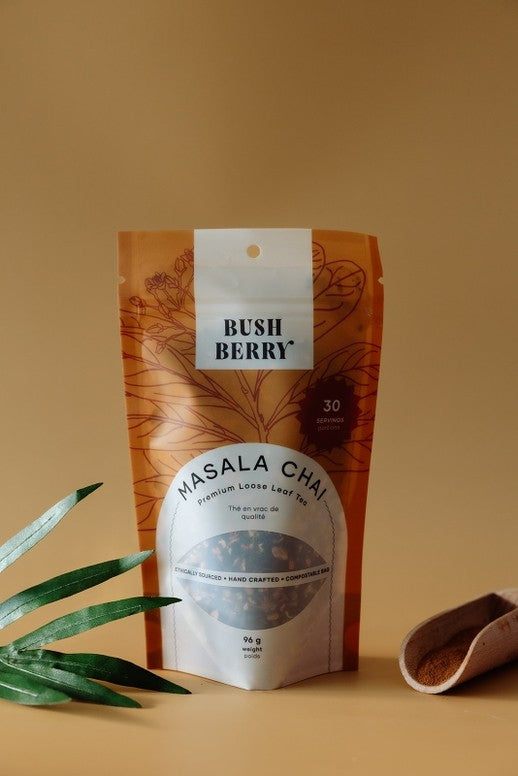 BUSH
BERRY
30
SERVINGS
portions
MASALA CHAI
Premium Loose Leaf Tea
Thé en vrac de
qualité
ETHICALLY SOURCED • HAND CRAFTED • COMPOSTABLE BAG
96 g
weight
poids